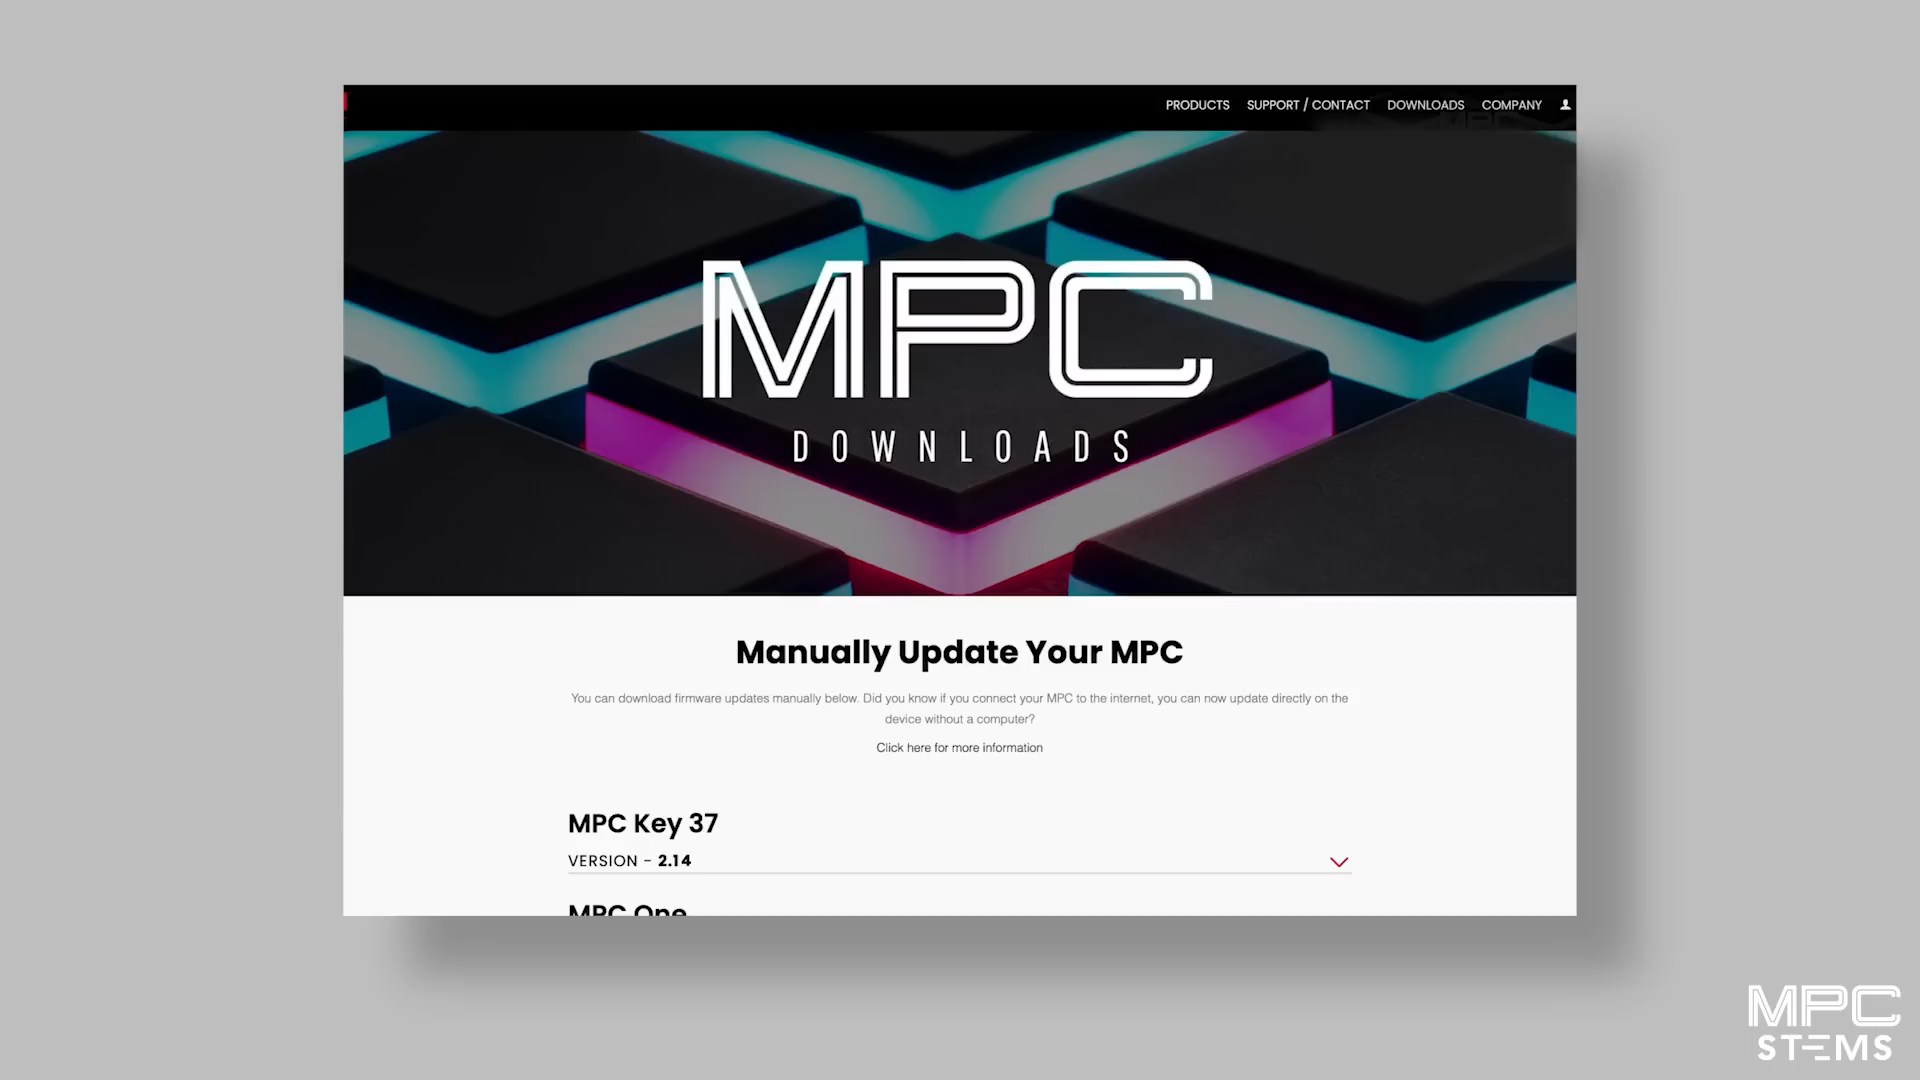 PRODUCTS SUPPORT / CONTACT DOWNLOADS COMPANY
MPC
DOWNLOADS
Manually Update Your MPC
You can download firmware updates manually below. Did you know if you connect your MPC to the internet, you can now update directly on the
device without a computer?
Click here for more information
MPC Key 37
VERSION - 2.14
MPC One
MPC
STEMS